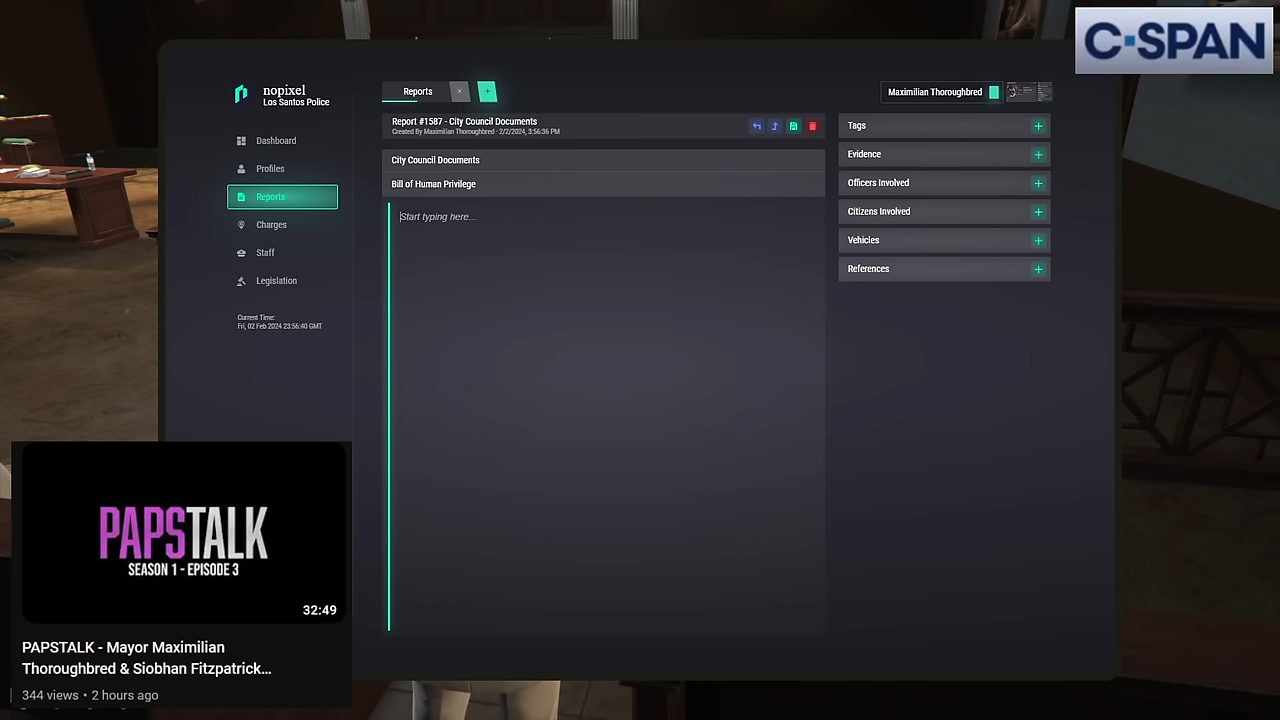 C-SPAN
nopixel
Los Santos Police
Dashboard
Profiles
Reports
Charges
Staff
Legislation
Current Time:
Fri, 02 Feb 2024 23:56:40 GMT
Reports ×
+
Maximilian Thoroughbred
Report #1587 - City Council Documents
Created By Maximilian Thoroughbred · 2/2/2024, 3:56:36 PM
City Council Documents
Bill of Human Privilege
Start typing here...
Tags +
Evidence +
Officers Involved +
Citizens Involved +
Vehicles +
References +
PAPSTALK
SEASON 1 - EPISODE 3
32:49
PAPSTALK - Mayor Maximilian
Thoroughbred & Siobhan Fitzpatrick...
344 views • 2 hours ago